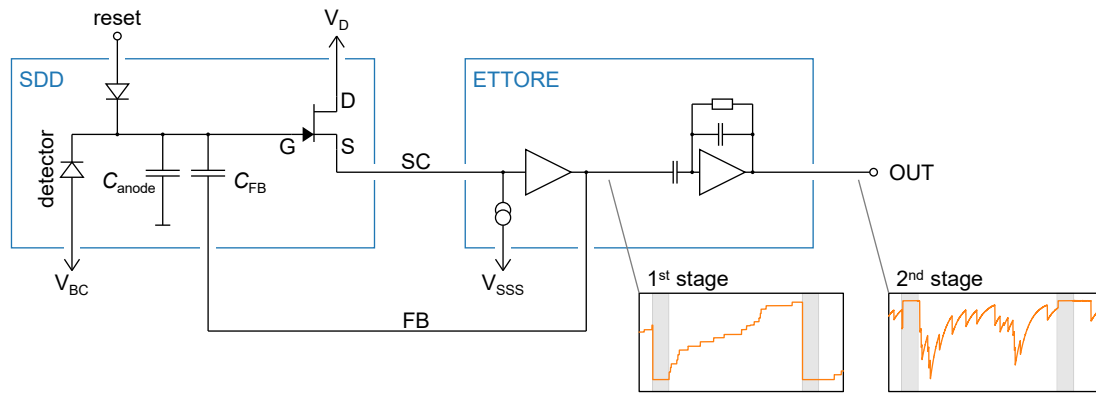 reset
V_D
SDD
ETTORE
D
G
S
detector
C_anode
C_FB
SC
OUT
V_BC
V_SSS
1st stage
2nd stage
FB